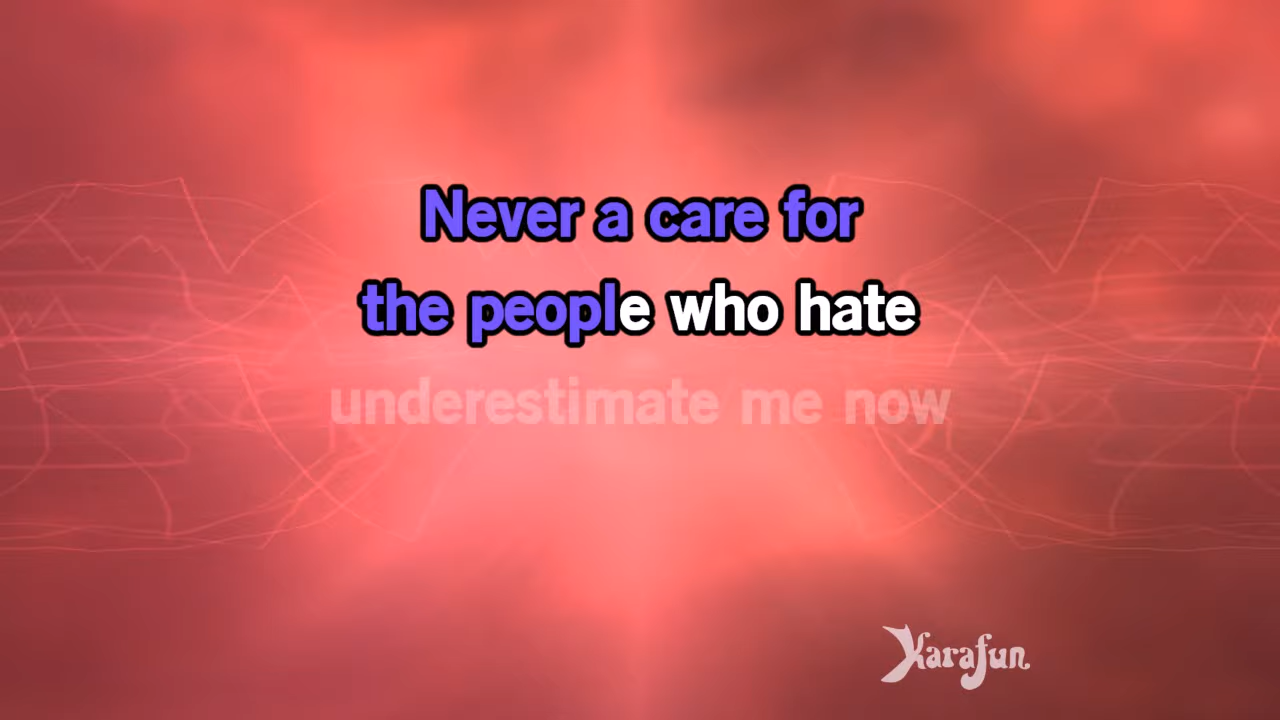 Never a care for
the people who hate
underestimate me now
Karafun